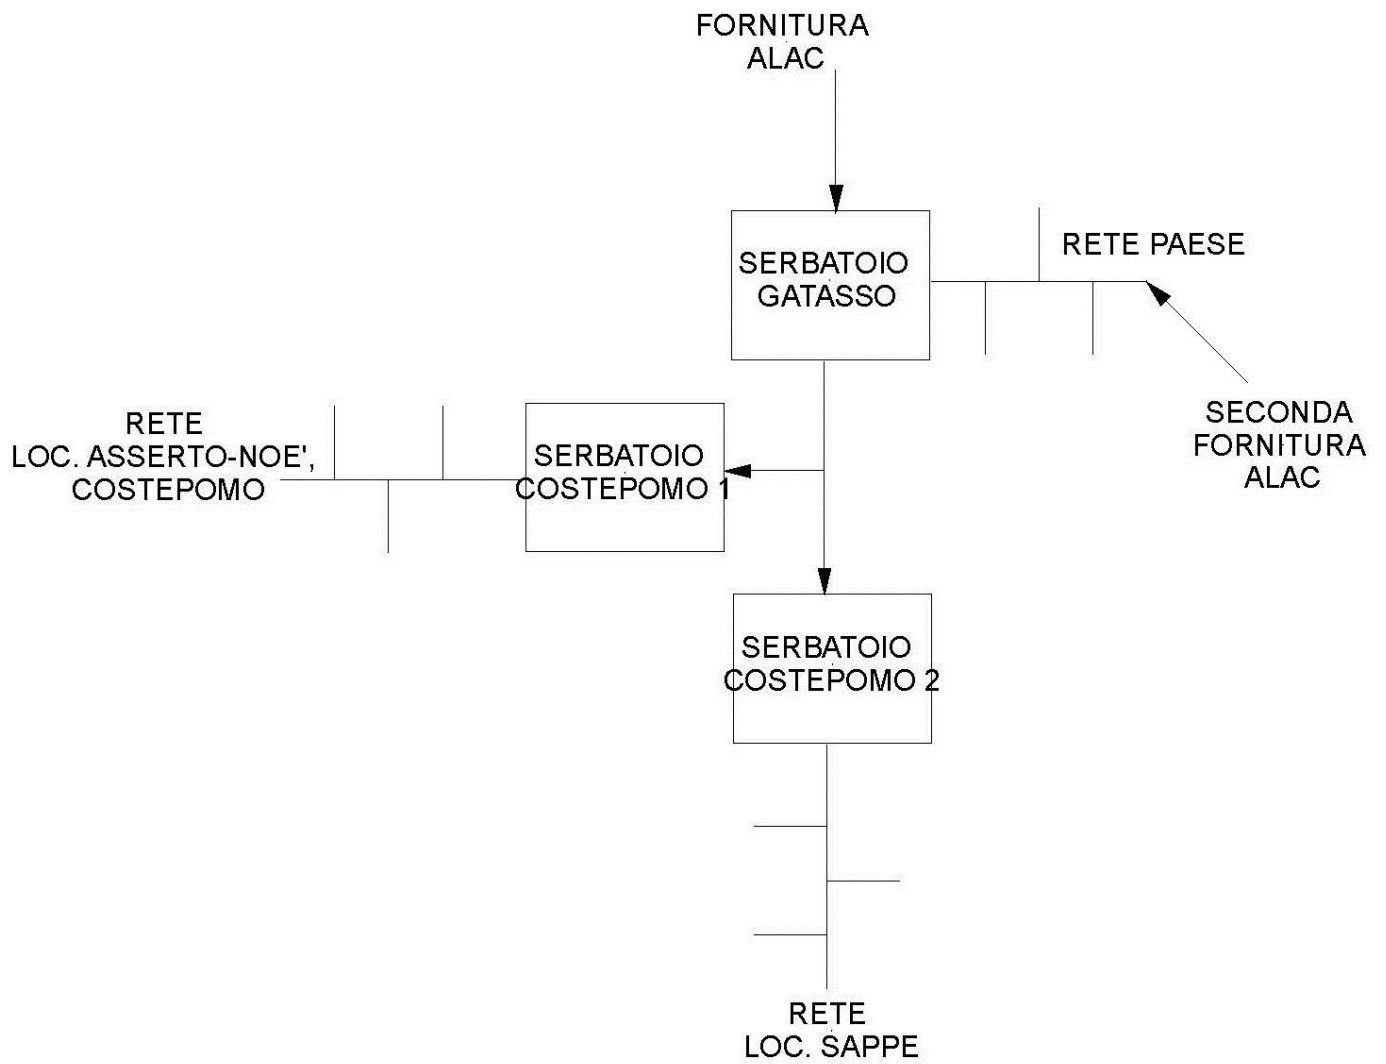 FORNITURA
ALAC
SERBATOIO
GATASSO
RETE PAESE
SECONDA
FORNITURA
ALAC
RETE
LOC. ASSERTO-NOE',
COSTEPOMO
SERBATOIO
COSTEPOMO 1
SERBATOIO
COSTEPOMO 2
RETE
LOC. SAPPE